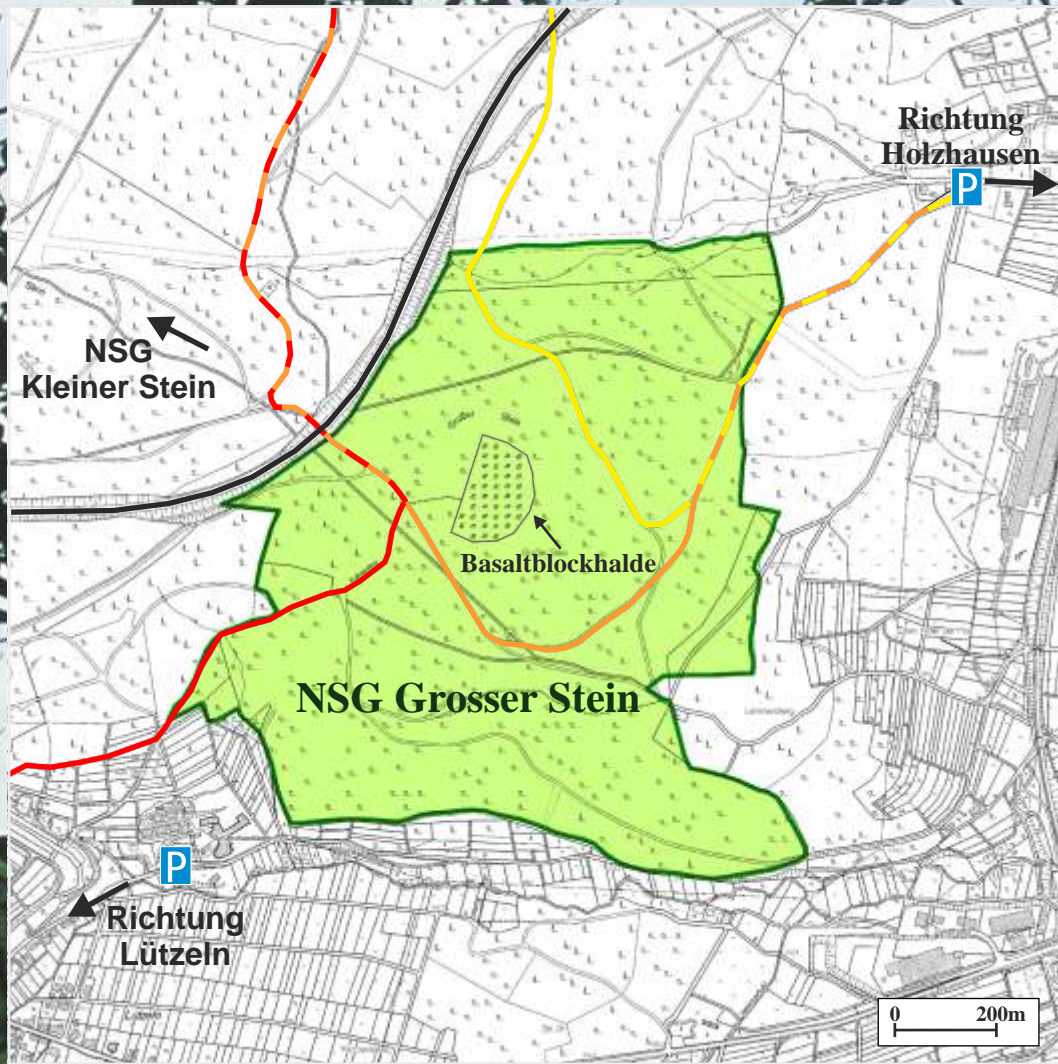 Richtung
Holzhausen
P
NSG
Kleiner Stein
Basaltblockhalde
NSG Grosser Stein
P
Richtung
Lützeln
0 200m